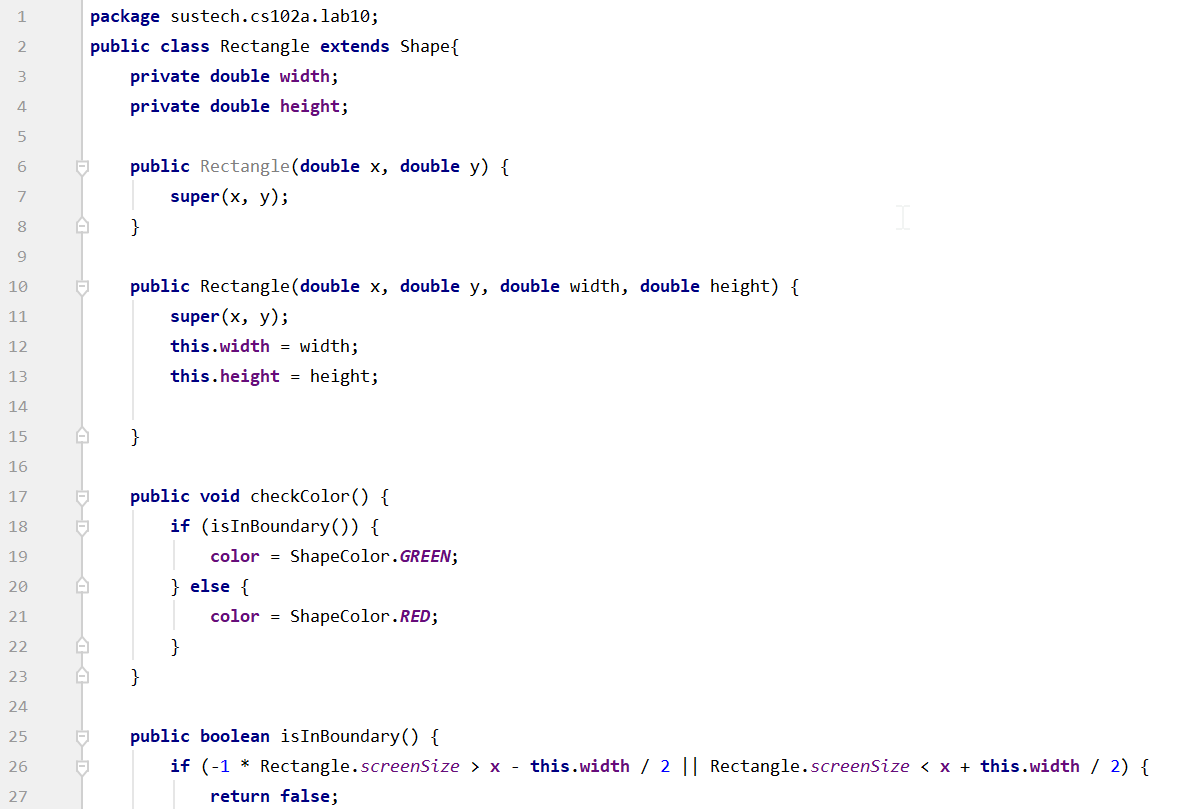 1 package sustech.cs102a.lab10;
2 public class Rectangle extends Shape{
3 private double width;
4 private double height;
5
6 public Rectangle(double x, double y) {
7 super(x, y);
8 }
9
10 public Rectangle(double x, double y, double width, double height) {
11 super(x, y);
12 this.width = width;
13 this.height = height;
14
15 }
16
17 public void checkColor() {
18 if (isInBoundary()) {
19 color = ShapeColor.GREEN;
20 } else {
21 color = ShapeColor.RED;
22 }
23 }
24
25 public boolean isInBoundary() {
26 if (-1 * Rectangle.screenSize > x - this.width / 2 || Rectangle.screenSize < x + this.width / 2) {
27 return false;